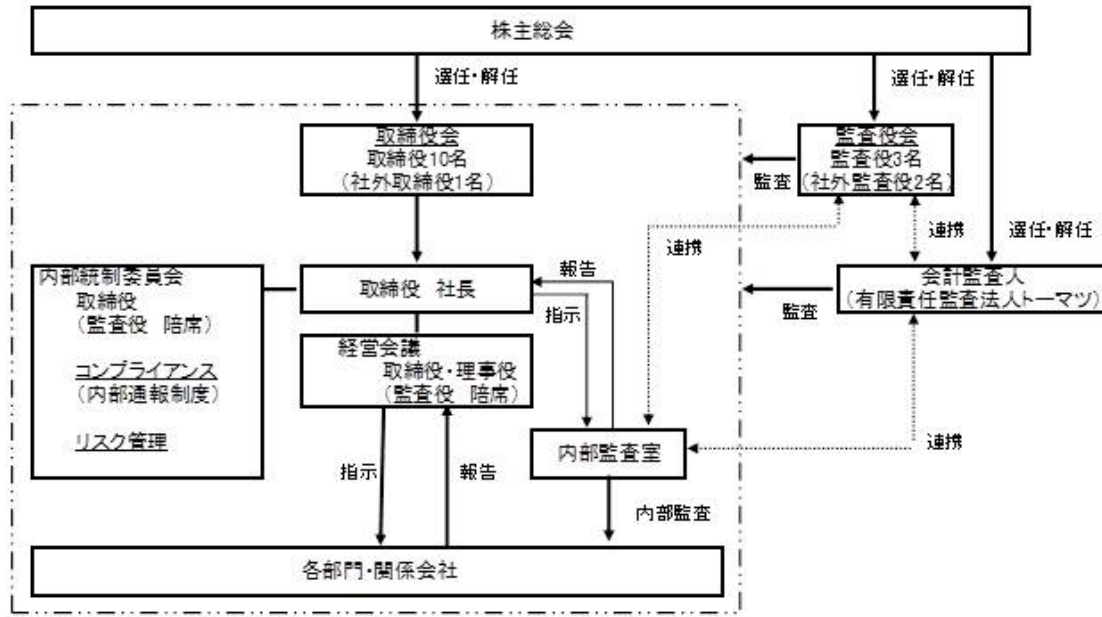 株主総会
選任・解任
選任・解任
取締役会
取締役10名
(社外取締役1名)
監査役会
監査役3名
(社外監査役2名)
監査
連携
連携
選任・解任
内部統制委員会
取締役
(監査役 陪席)
コンプライアンス
(内部通報制度)
リスク管理
取締役 社長
報告
指示
会計監査人
(有限責任監査法人トーマツ)
監査
経営会議
取締役・理事役
(監査役 陪席)
内部監査室
連携
指示
報告
内部監査
各部門・関係会社